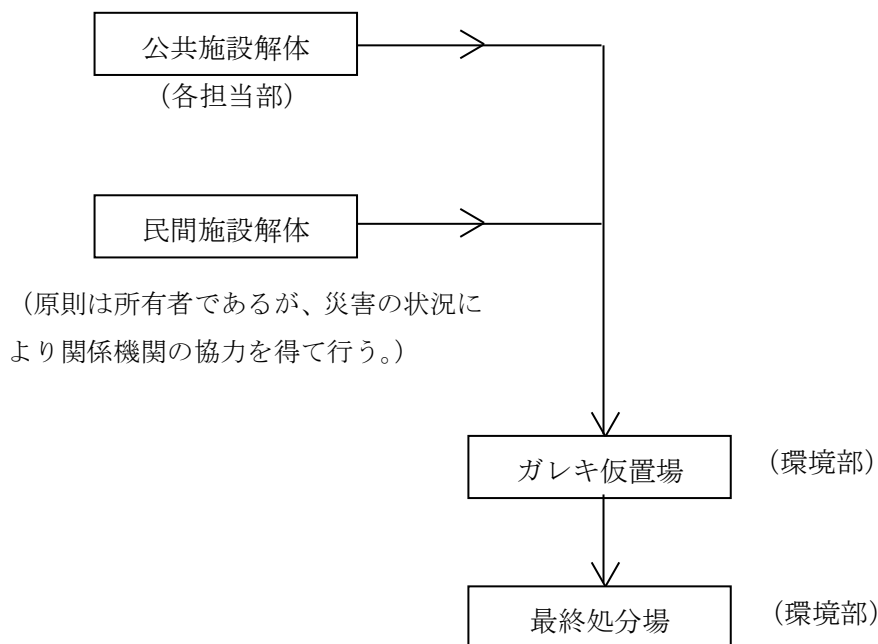 公共施設解体
（各担当部）
民間施設解体
（原則は所有者であるが、災害の状況に
より関係機関の協力を得て行う。）
ガレキ仮置場
（環境部）
最終処分場
（環境部）